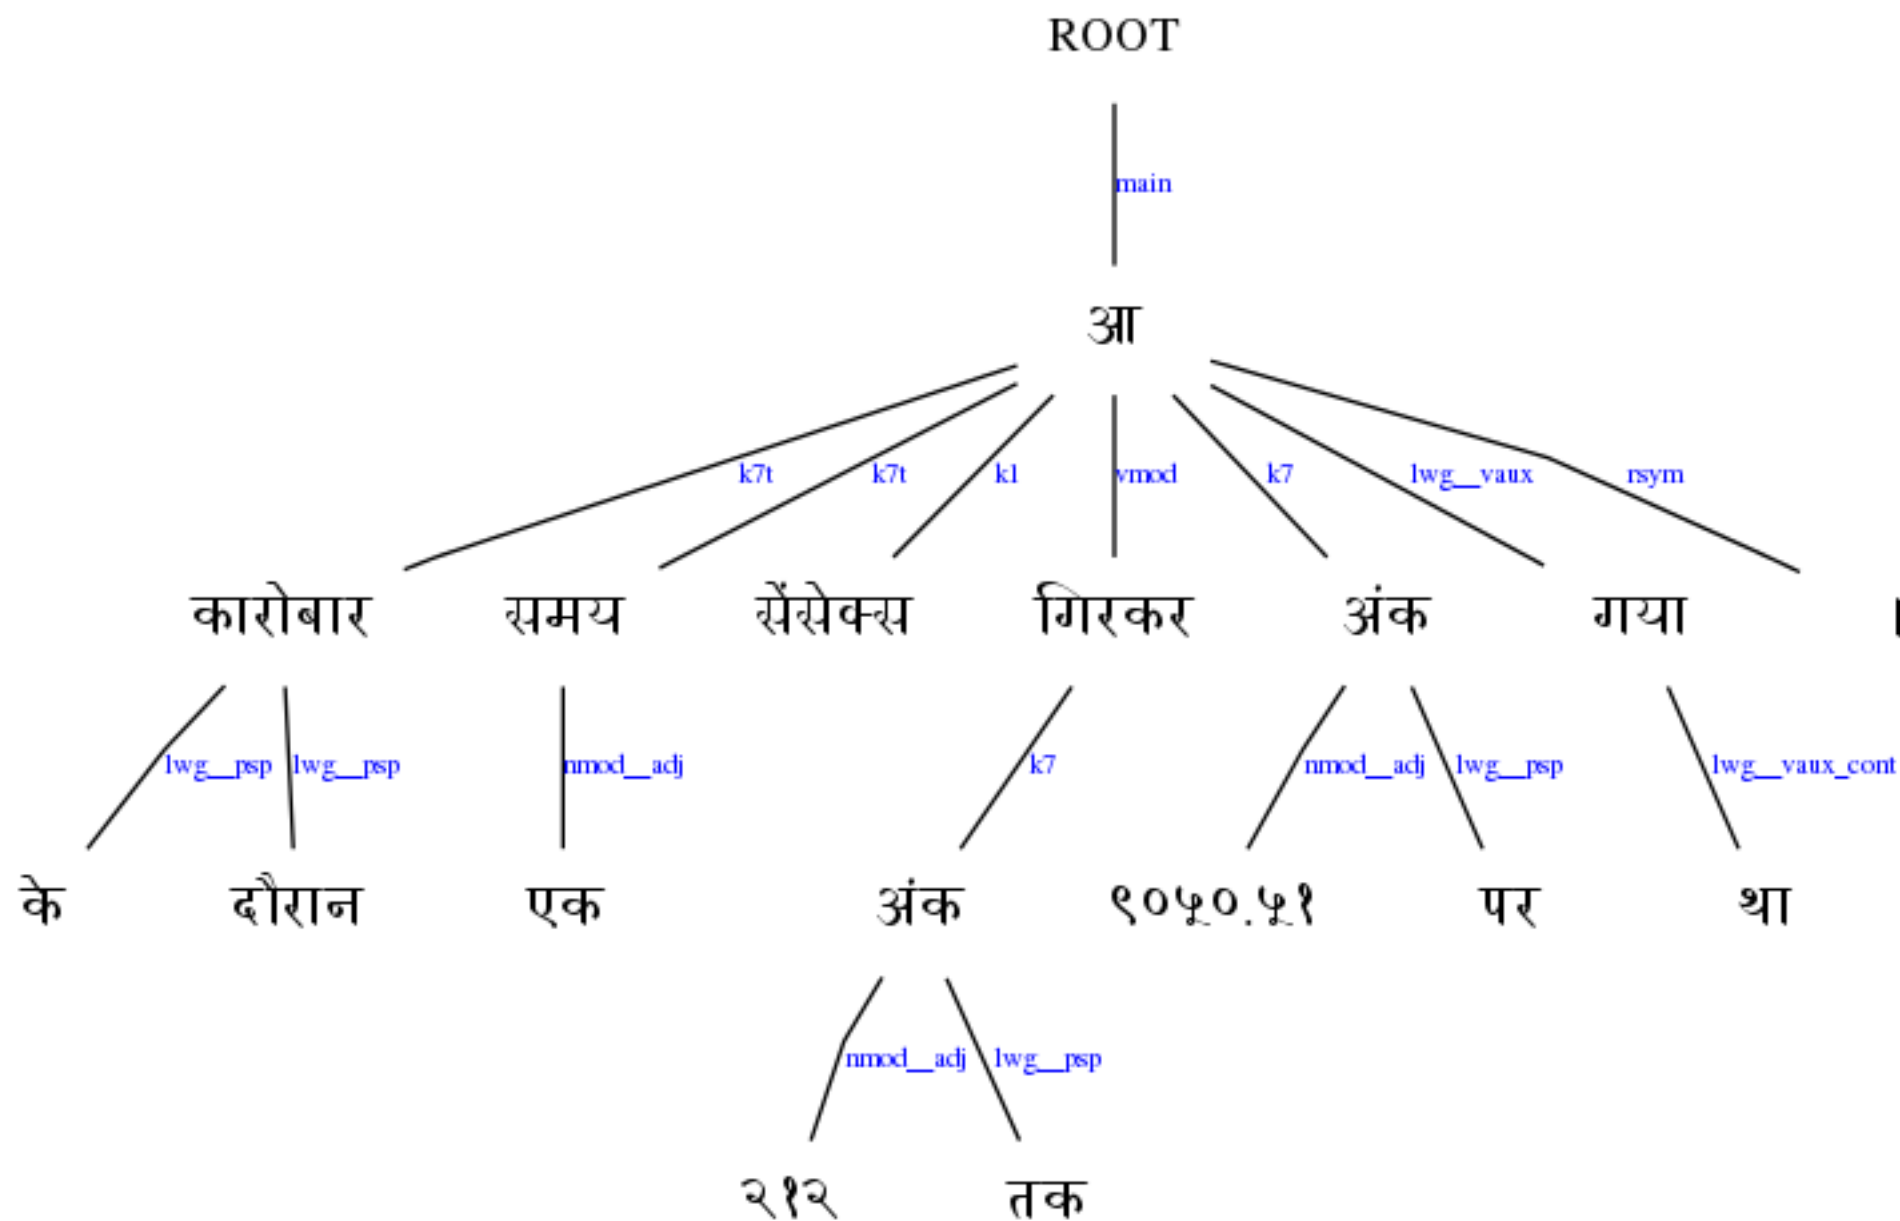 ROOT
main
आ
k7t k7t k1 vmod k7 lwg__vaux rsym
कारोबार समय सेंसेक्स गिरकर अंक गया ।
lwg__psp lwg__psp nmod__adj k7 nmod__adj lwg__psp lwg__vaux_cont
के दौरान एक अंक ९०५०.५१ पर था
nmod__adj lwg__psp
२१२ तक